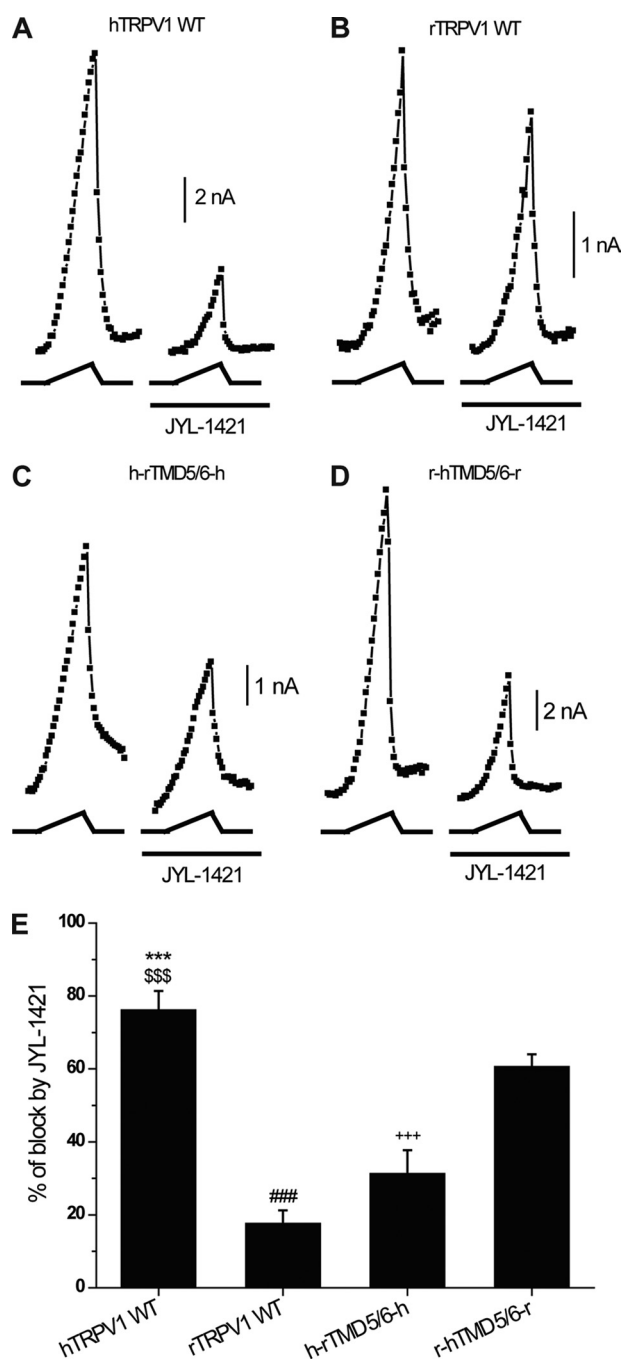 A
hTRPV1 WT
2 nA
JYL-1421
B
rTRPV1 WT
1 nA
JYL-1421
C
h-rTMD5/6-h
1 nA
JYL-1421
D
r-hTMD5/6-r
2 nA
JYL-1421
E
% of block by JYL-1421
100
80
60
40
20
0
***
$$$
###
+++
hTRPV1 WT
rTRPV1 WT
h-rTMD5/6-h
r-hTMD5/6-r